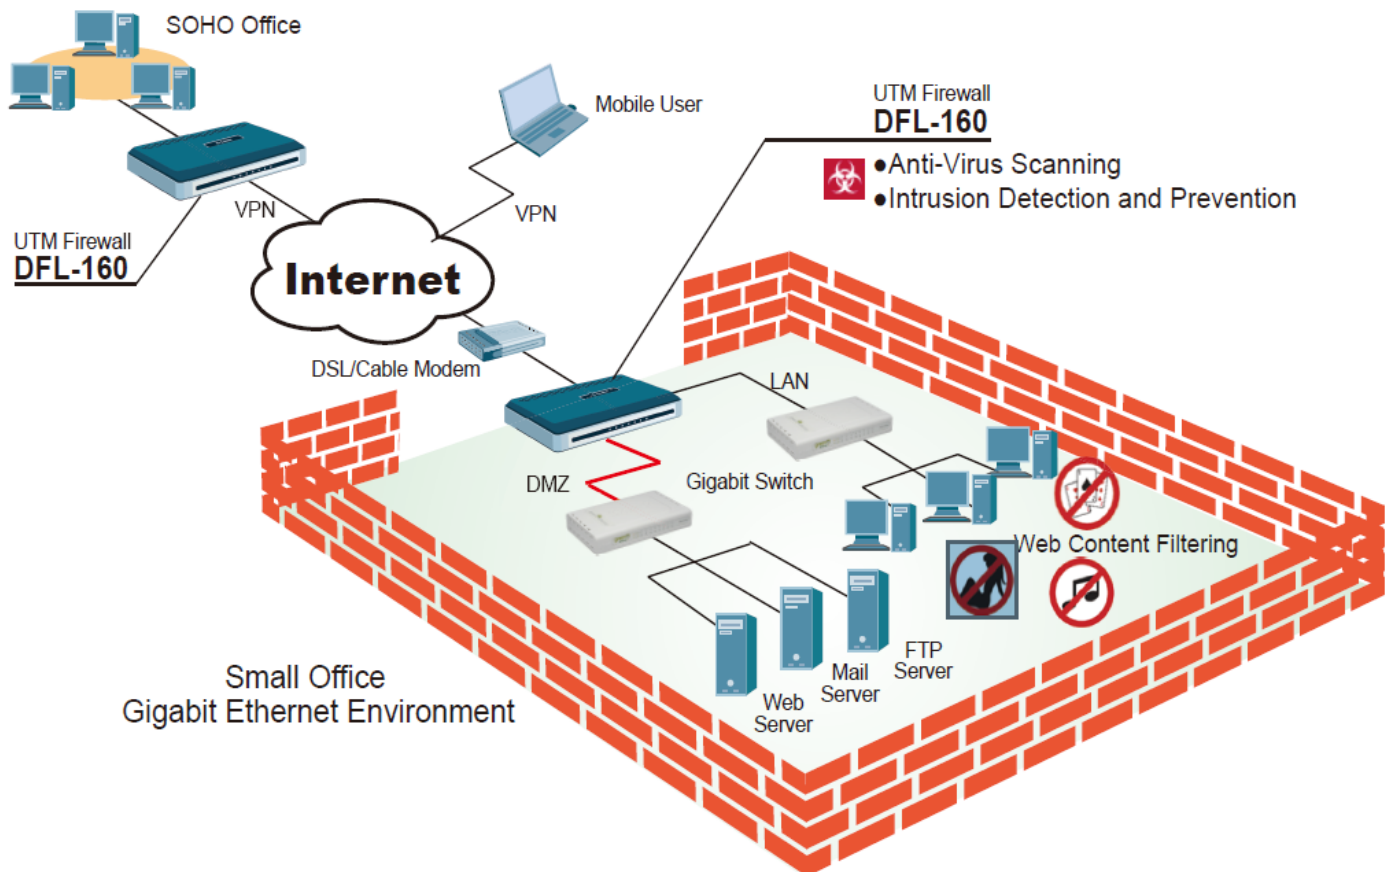 SOHO Office
Mobile User
UTM Firewall
DFL-160
●Anti-Virus Scanning
●Intrusion Detection and Prevention
VPN
VPN
UTM Firewall
DFL-160
Internet
DSL/Cable Modem
LAN
DMZ
Gigabit Switch
Web Content Filtering
FTP
Server
Mail
Server
Web
Server
Small Office
Gigabit Ethernet Environment